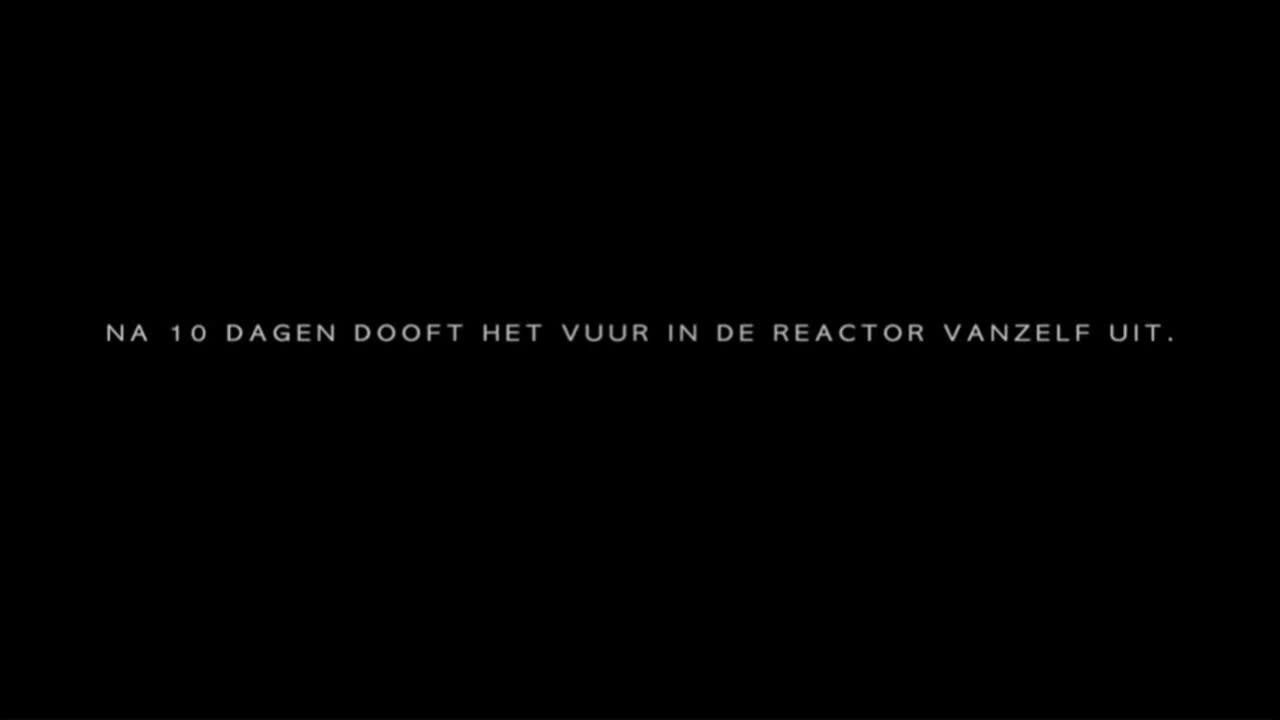 NA 10 DAGEN DOOFT HET VUUR IN DE REACTOR VANZELF UIT.